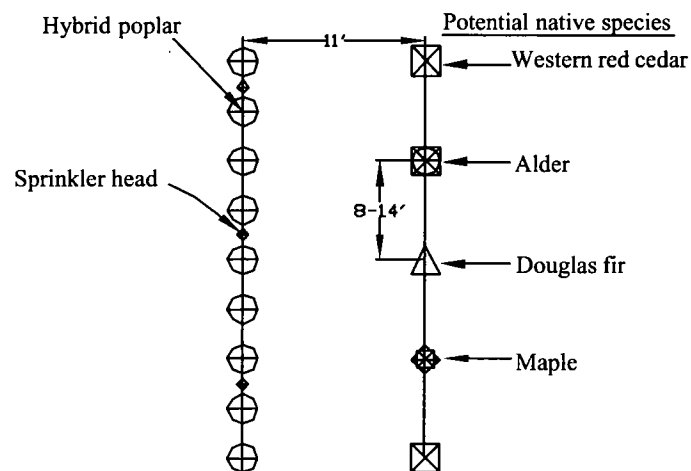 Hybrid poplar
11′
Potential native species
Western red cedar
Sprinkler head
Alder
8-14′
Douglas fir
Maple